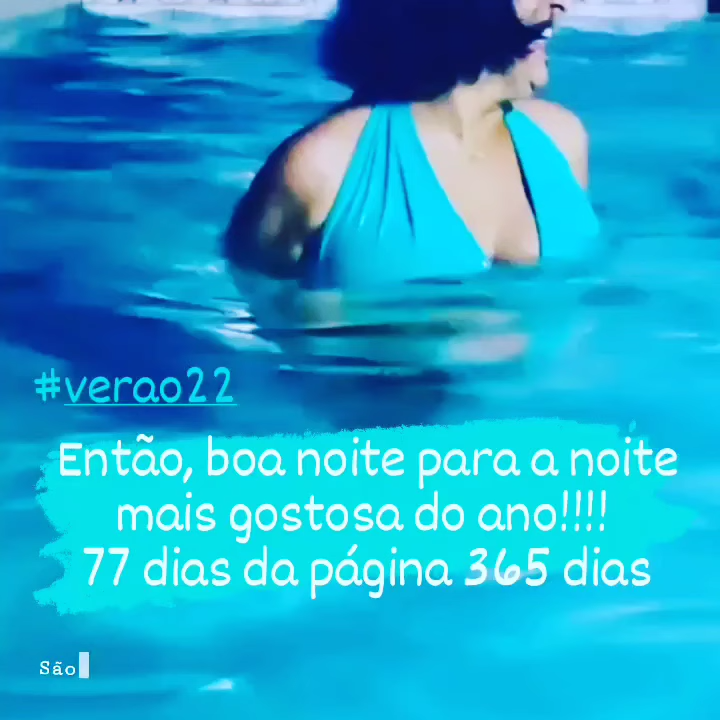 #verao22
Então, boa noite para a noite
mais gostosa do ano!!!!
77 dias da página 365 dias
São